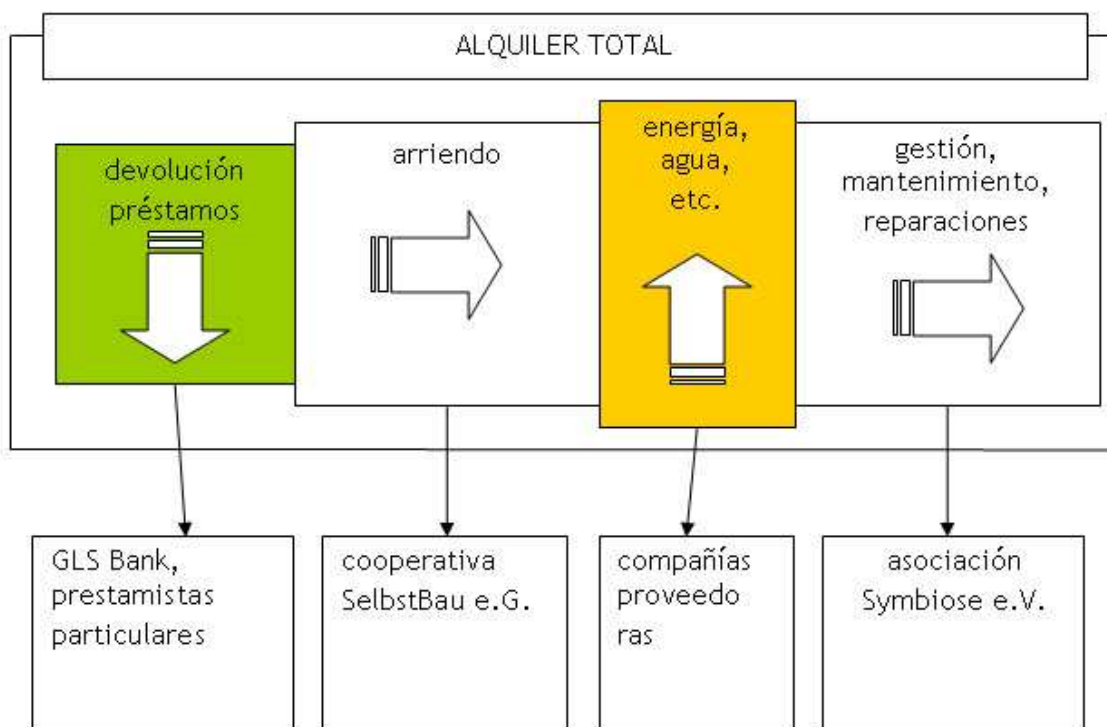 ALQUILER TOTAL
devolución
préstamos
arriendo
energía,
agua,
etc.
gestión,
mantenimiento,
reparaciones
GLS Bank,
prestamistas
particulares
cooperativa
SelbstBau e.G.
compañías
proveedo
ras
asociación
Symbiose e.V.